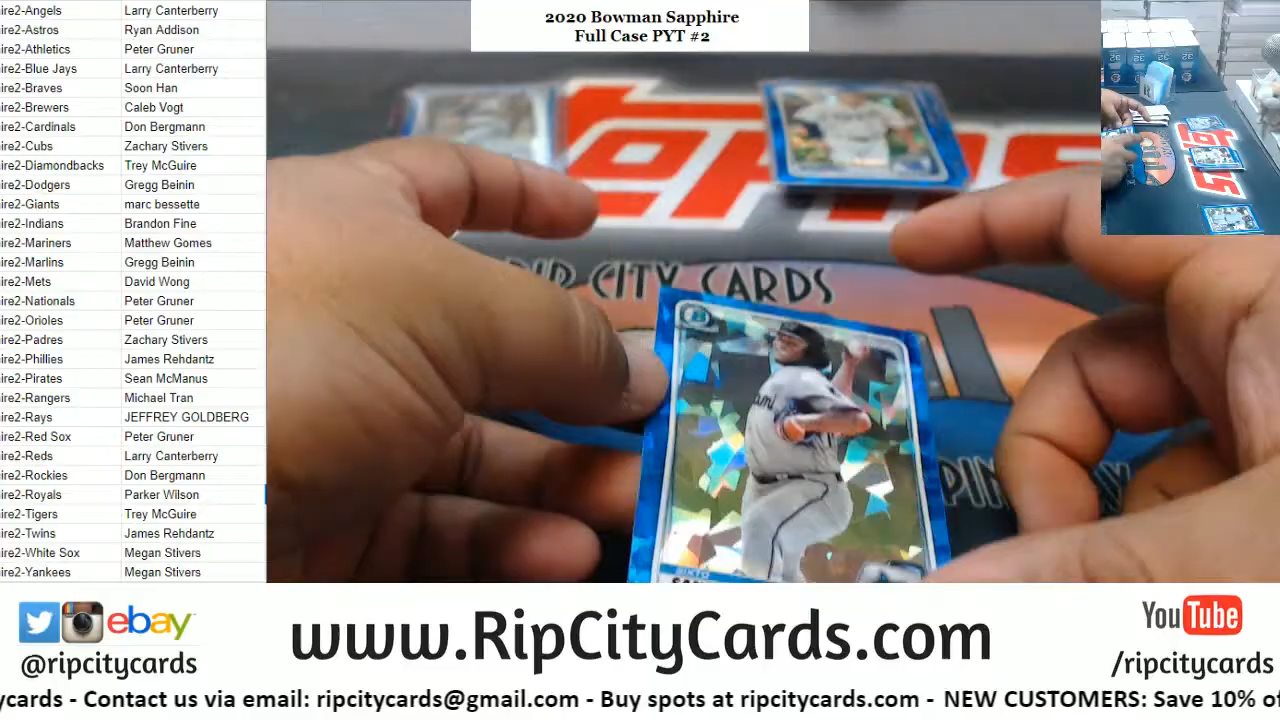 2020 Bowman Sapphire
Full Case PYT #2
ire2-Angels Larry Canterberry
ire2-Astros Ryan Addison
ire2-Athletics Peter Gruner
ire2-Blue Jays Larry Canterberry
ire2-Braves Soon Han
ire2-Brewers Caleb Vogt
ire2-Cardinals Don Bergmann
ire2-Cubs Zachary Stivers
ire2-Diamondbacks Trey McGuire
ire2-Dodgers Gregg Beinin
ire2-Giants marc bessette
ire2-Indians Brandon Fine
ire2-Mariners Matthew Gomes
ire2-Marlins Gregg Beinin
ire2-Mets David Wong
ire2-Nationals Peter Gruner
ire2-Orioles Peter Gruner
ire2-Padres Zachary Stivers
ire2-Phillies James Rehdantz
ire2-Pirates Sean McManus
ire2-Rangers Michael Tran
ire2-Rays JEFFREY GOLDBERG
ire2-Red Sox Peter Gruner
ire2-Reds Larry Canterberry
ire2-Rockies Don Bergmann
ire2-Royals Parker Wilson
ire2-Tigers Trey McGuire
ire2-Twins James Rehdantz
ire2-White Sox Megan Stivers
ire2-Yankees Megan Stivers
RIP CITY CARDS
ebay
@ripcitycards
www.RipCityCards.com
YouTube
/ripcitycards
ycards - Contact us via email: ripcitycards@gmail.com - Buy spots at ripcitycards.com - NEW CUSTOMERS: Save 10% of